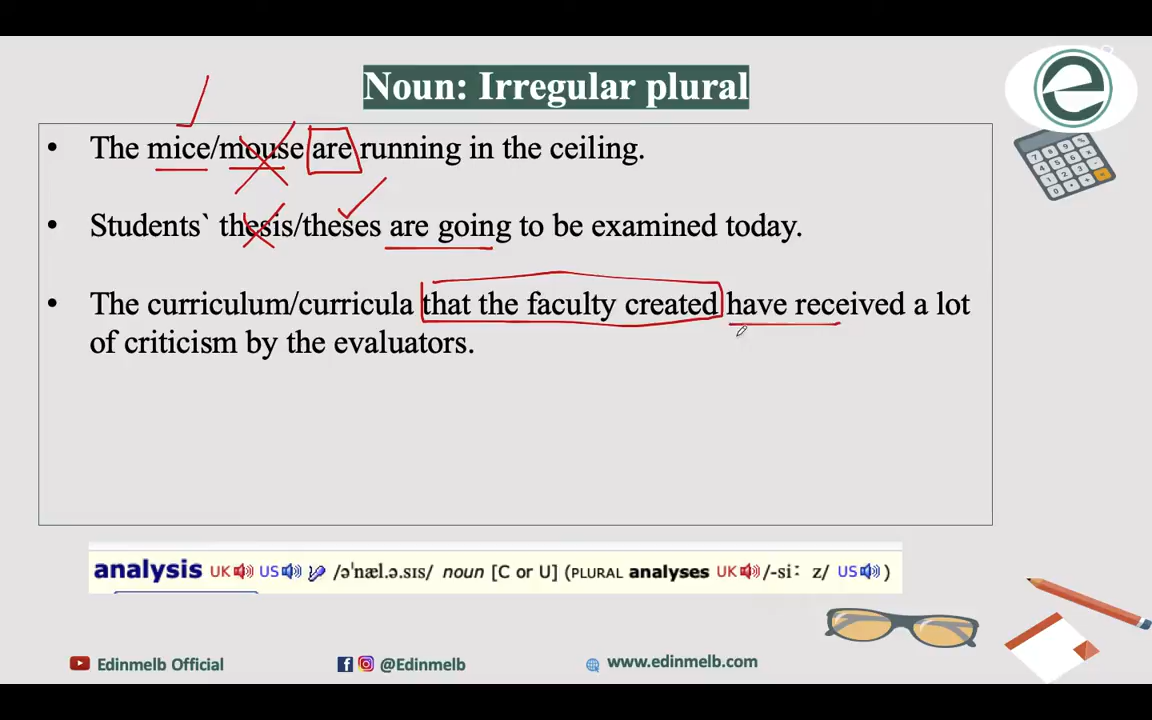 Noun: Irregular plural
• The mice/mouse are running in the ceiling.
• Students` thesis/theses are going to be examined today.
• The curriculum/curricula that the faculty created have received a lot
of criticism by the evaluators.
analysis UK US /əˈnæl.ə.sɪs/ noun [C or U] (PLURAL analyses UK /-siː z/ US )
Edinmelb Official @Edinmelb www.edinmelb.com